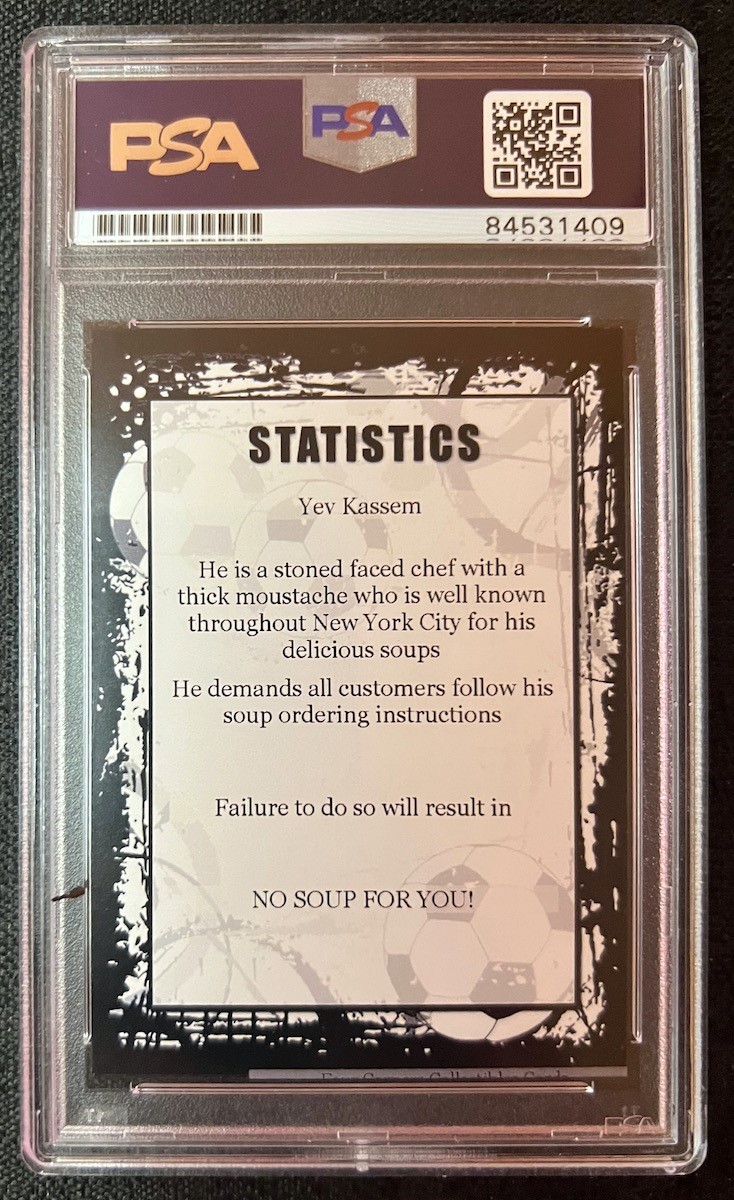 PSA
PSA
84531409
STATISTICS
Yev Kassem
He is a stoned faced chef with a
thick moustache who is well known
throughout New York City for his
delicious soups
He demands all customers follow his
soup ordering instructions
Failure to do so will result in
NO SOUP FOR YOU!
PSA